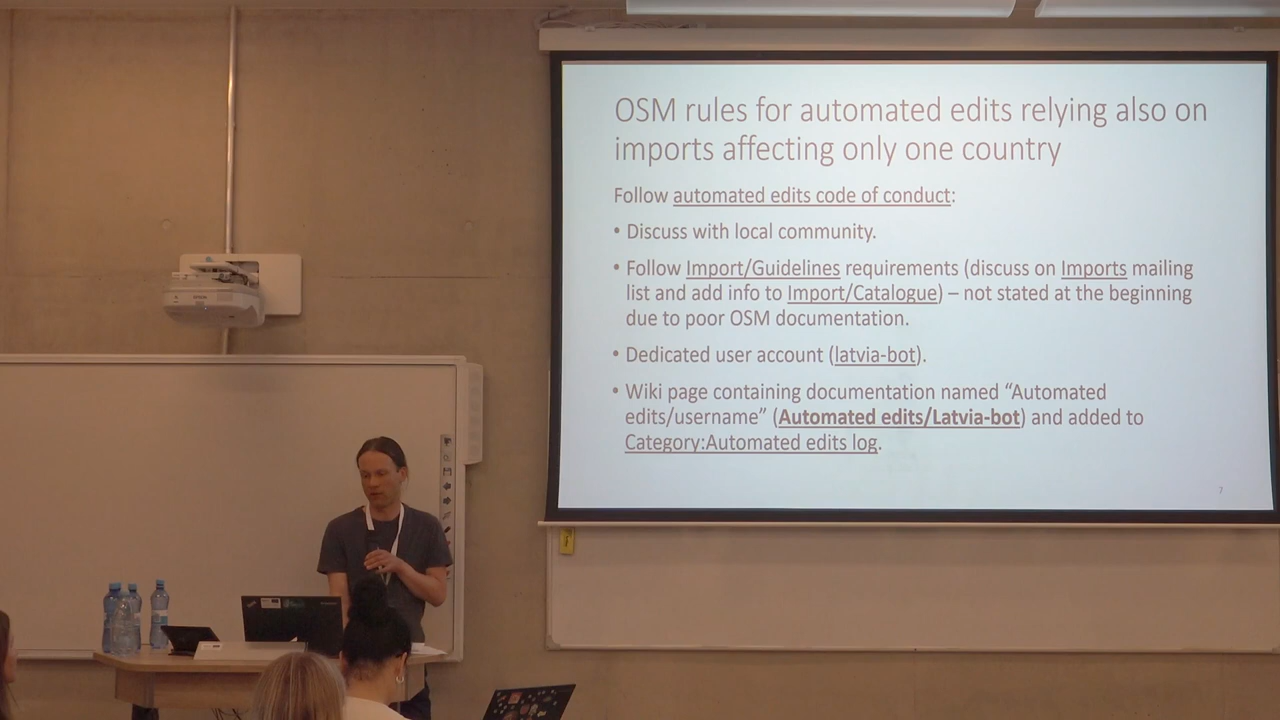 OSM rules for automated edits relying also on
imports affecting only one country
Follow automated edits code of conduct:
• Discuss with local community.
• Follow Import/Guidelines requirements (discuss on Imports mailing
list and add info to Import/Catalogue) – not stated at the beginning
due to poor OSM documentation.
• Dedicated user account (latvia-bot).
• Wiki page containing documentation named “Automated
edits/username” (Automated edits/Latvia-bot) and added to
Category:Automated edits log.
7